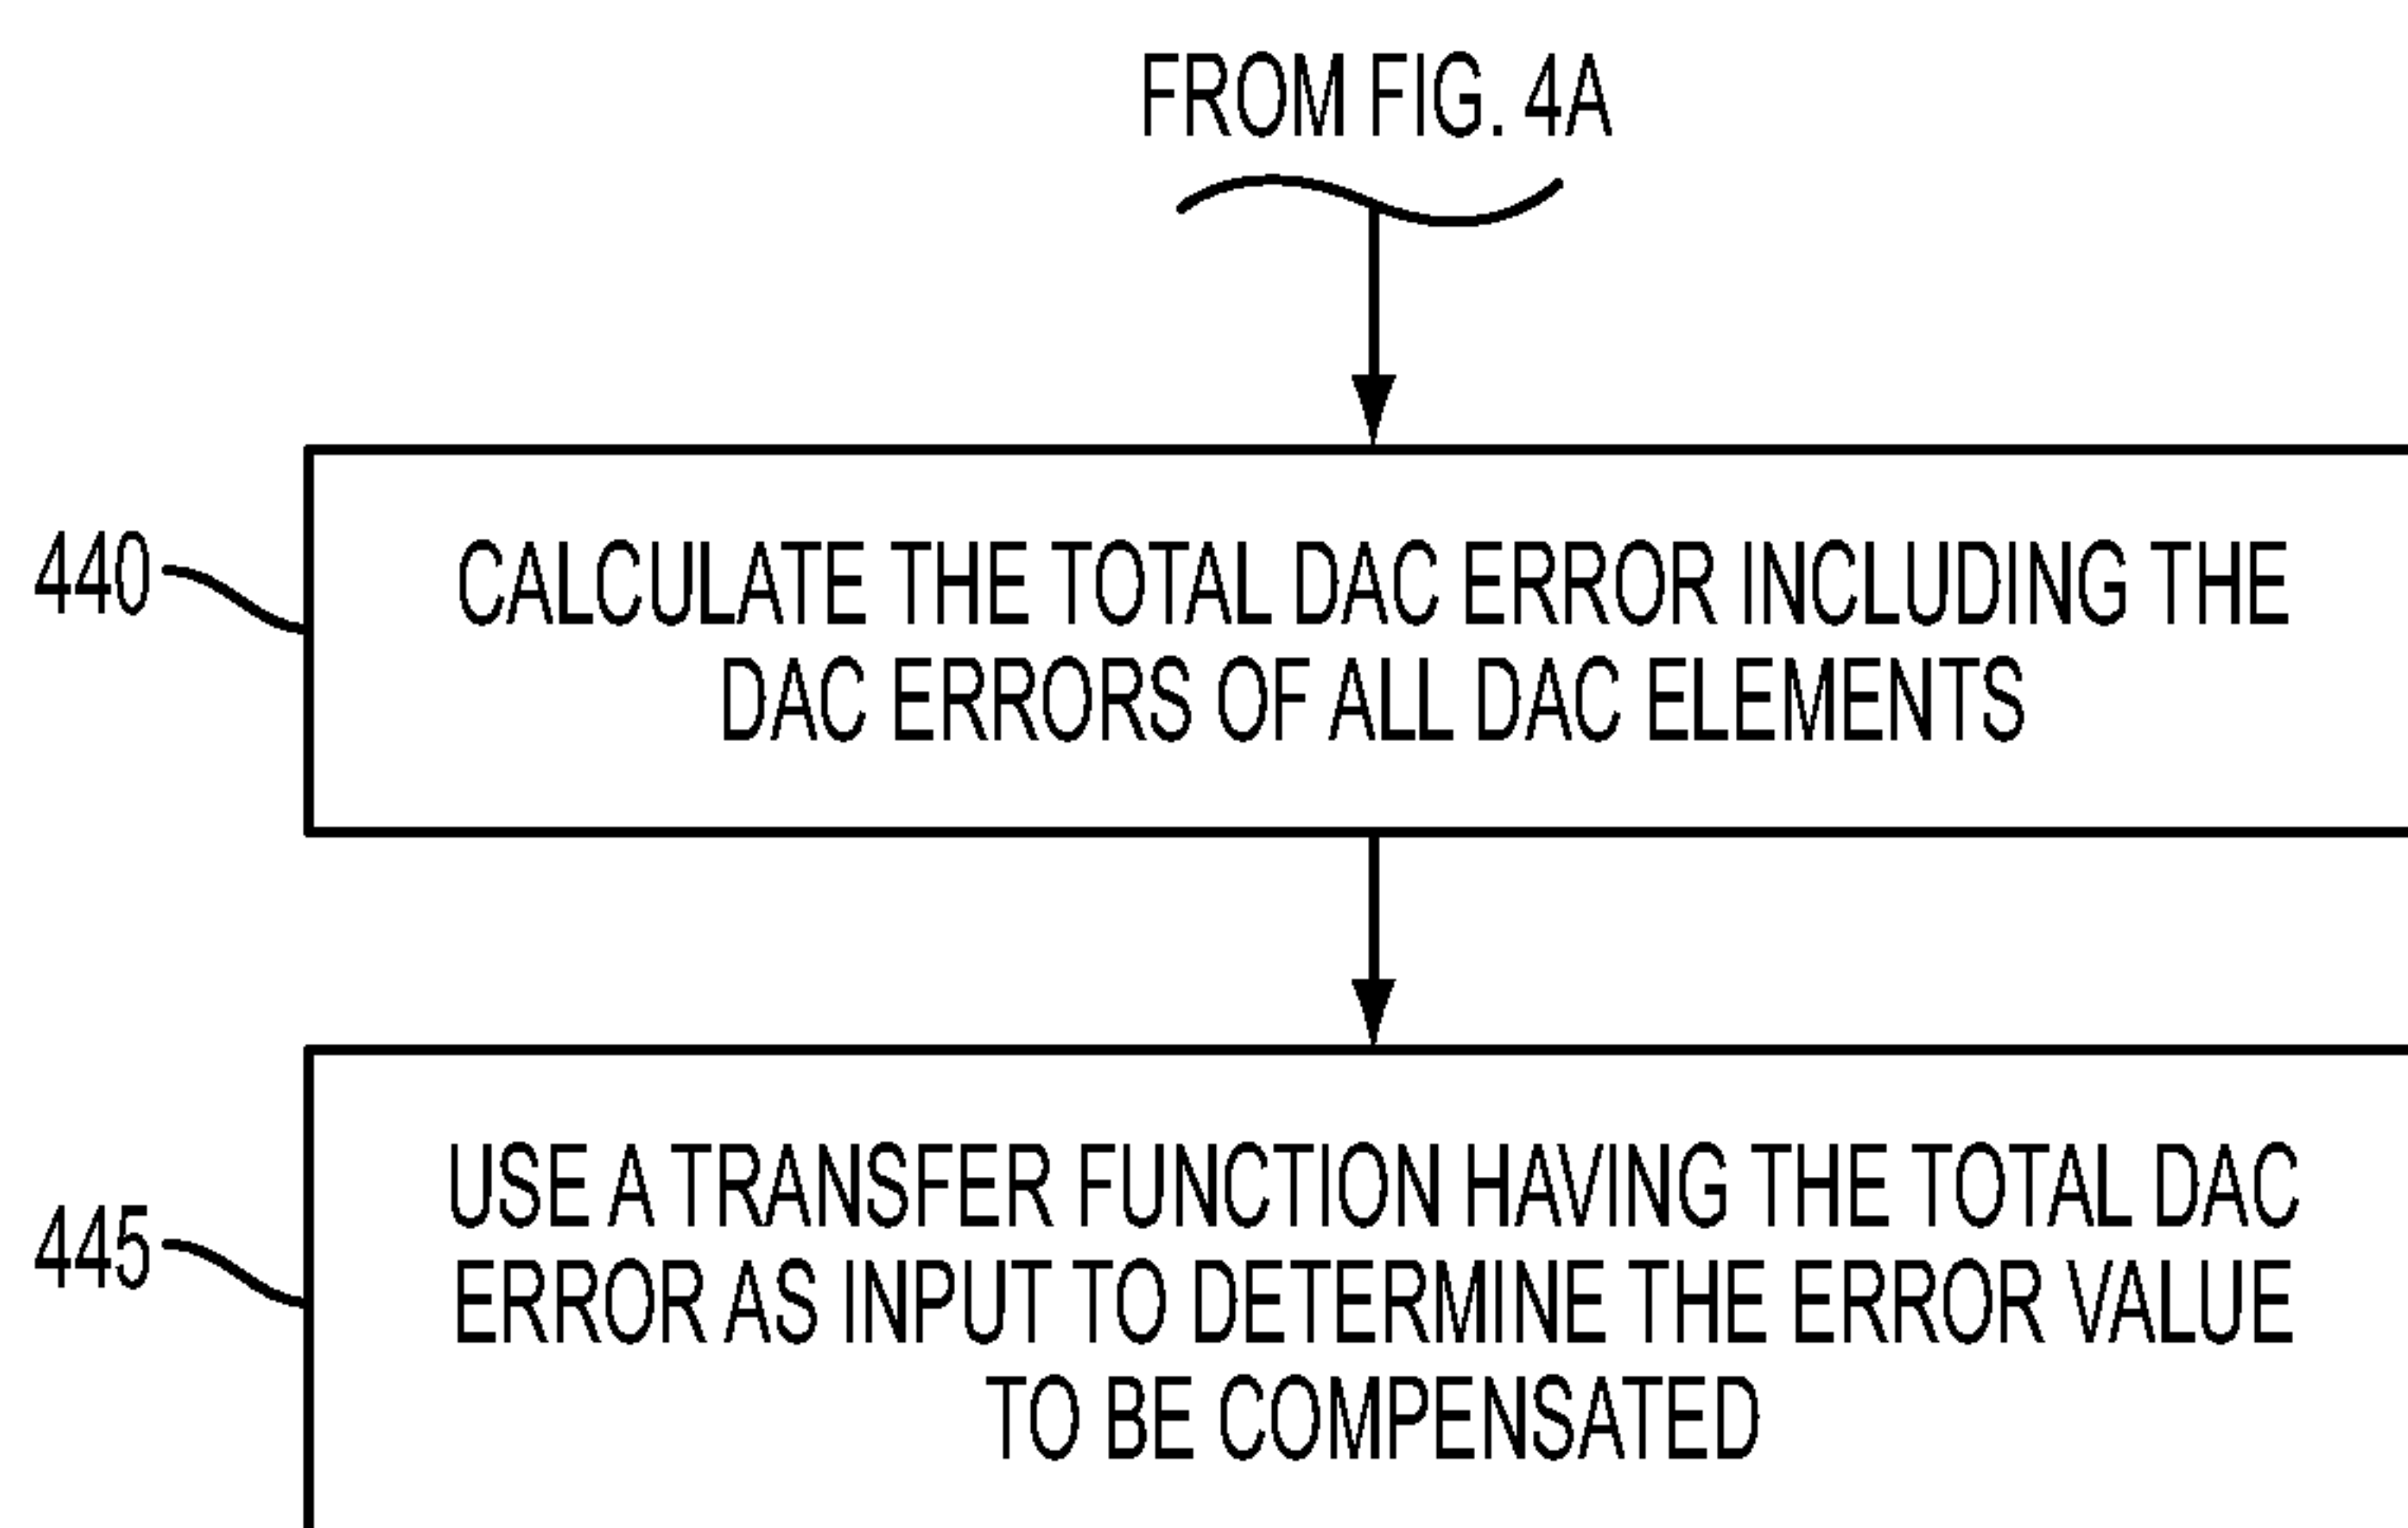 FROM FIG. 4A
440
CALCULATE THE TOTAL DAC ERROR INCLUDING THE
DAC ERRORS OF ALL DAC ELEMENTS
445
USE A TRANSFER FUNCTION HAVING THE TOTAL DAC
ERROR AS INPUT TO DETERMINE THE ERROR VALUE
TO BE COMPENSATED